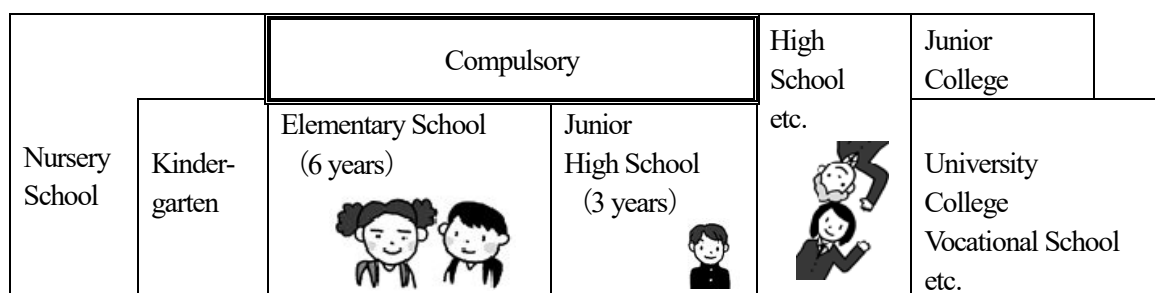 Nursery
School
Kinder-
garten
Compulsory
Elementary School
（6 years）
Junior
High School
（3 years）
High
School
etc.
Junior
College
University
College
Vocational School
etc.